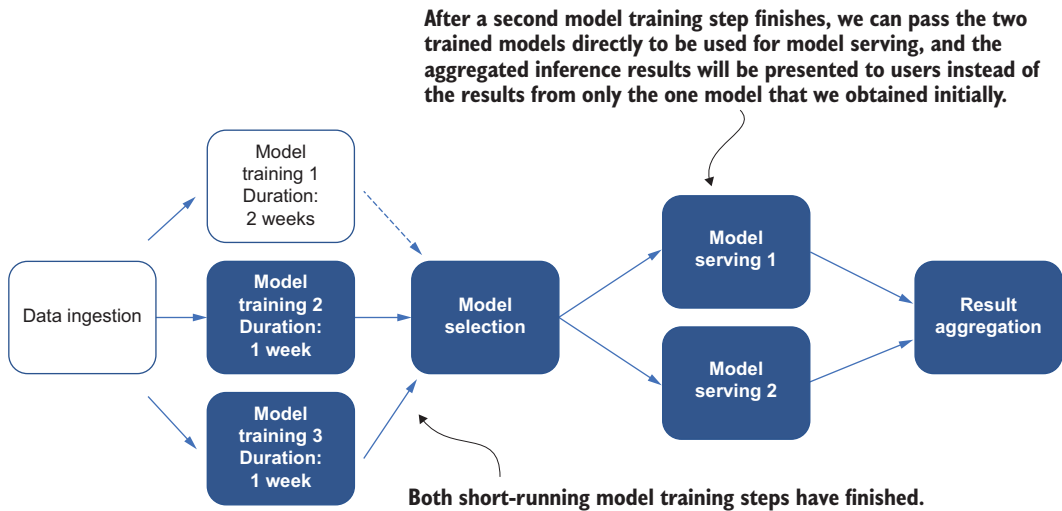 After a second model training step finishes, we can pass the two
trained models directly to be used for model serving, and the
aggregated inference results will be presented to users instead of
the results from only the one model that we obtained initially.
Model
training 1
Duration:
2 weeks
Data ingestion
Model
training 2
Duration:
1 week
Model
training 3
Duration:
1 week
Model
selection
Model
serving 1
Model
serving 2
Result
aggregation
Both short-running model training steps have finished.